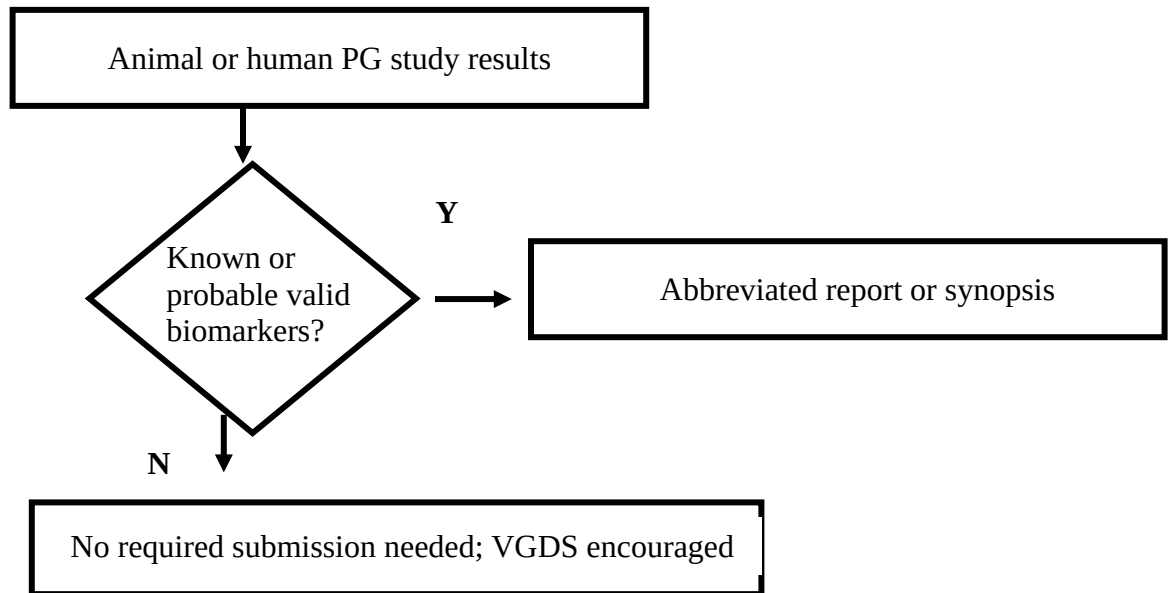 Animal or human PG study results
Y
Known or
probable valid
biomarkers?
Abbreviated report or synopsis
N
No required submission needed; VGDS encouraged